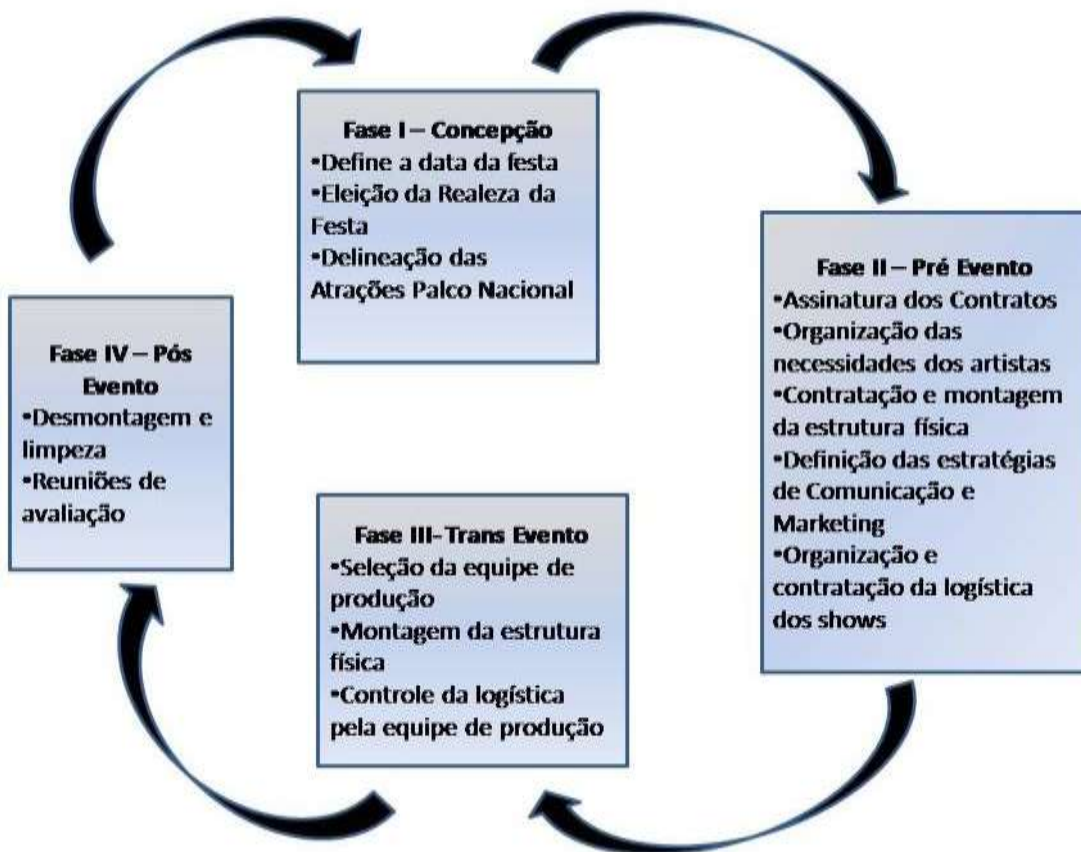 Fase I – Concepção
•Define a data da festa
•Eleição da Realeza da
Festa
•Delineação das
Atrações Palco Nacional
Fase II – Pré Evento
•Assinatura dos Contratos
•Organização das
necessidades dos artistas
•Contratação e montagem
da estrutura física
•Definição das estratégias
de Comunicação e
Marketing
•Organização e
contratação da logística
dos shows
Fase III- Trans Evento
•Seleção da equipe de
produção
•Montagem da estrutura
física
•Controle da logística
pela equipe de produção
Fase IV – Pós
Evento
•Desmontagem e
limpeza
•Reuniões de
avaliação